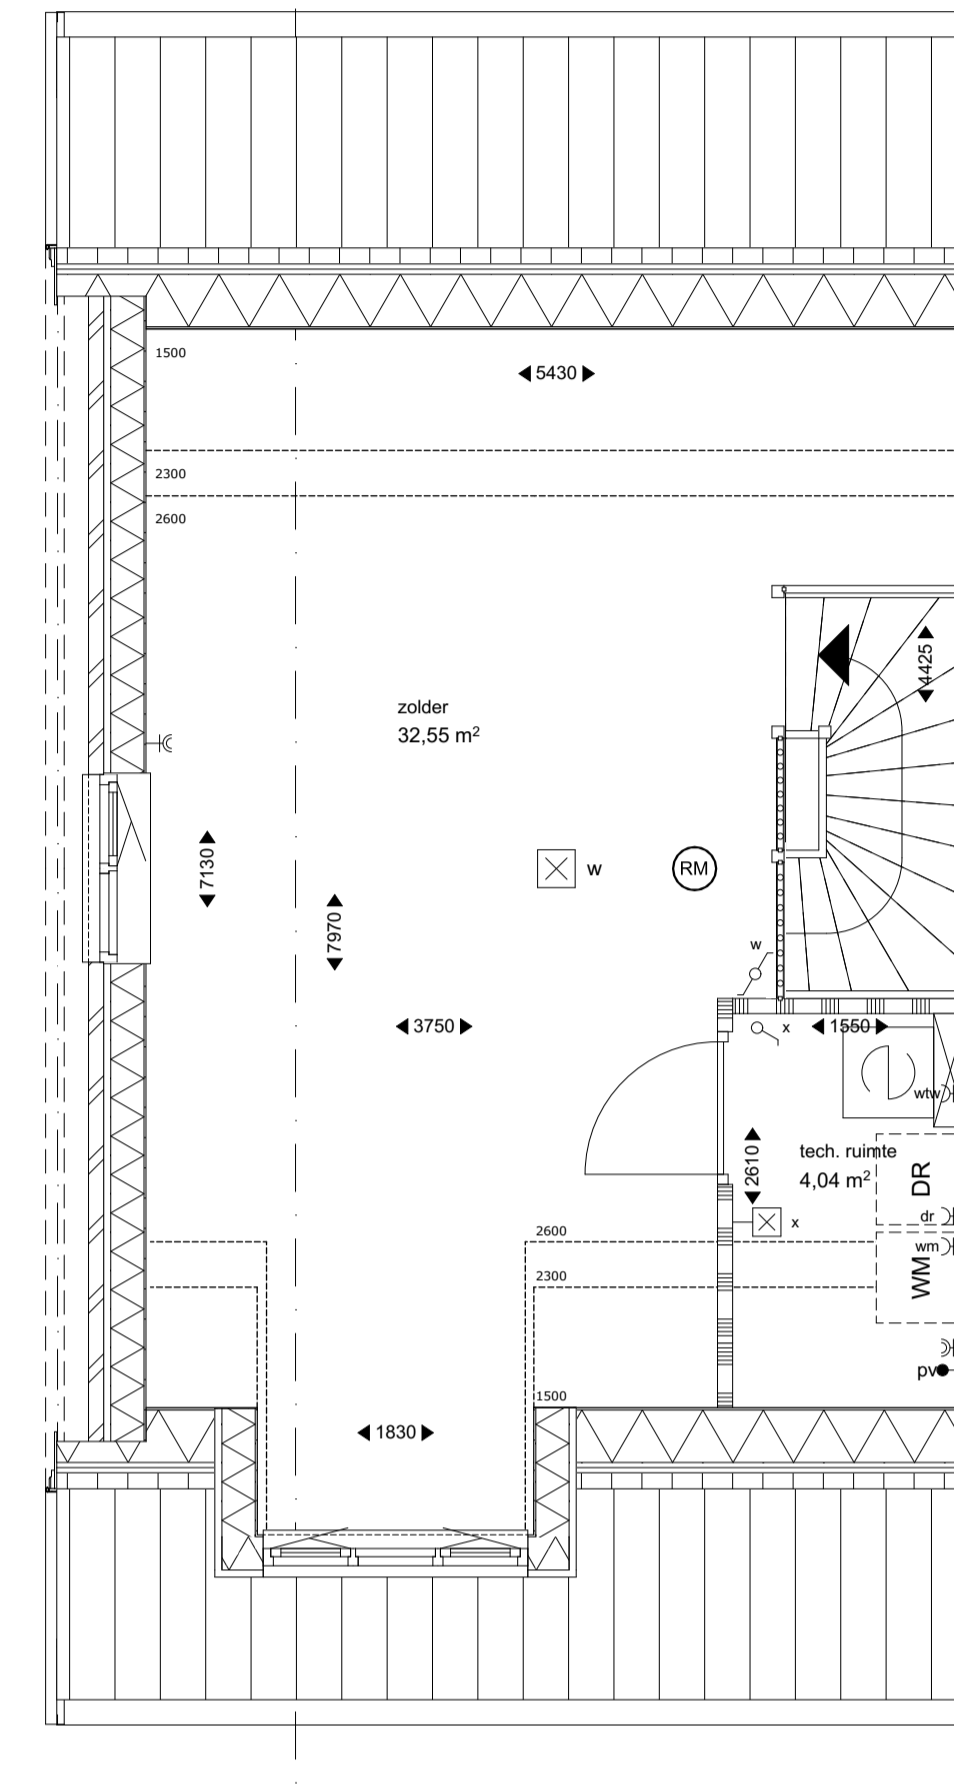 1500
5430
2300
2600
4425
zolder
32,55 m²
7130
w
RM
7970
w
3750
x
1550
wtw
2610
tech. ruimte
4,04 m²
DR
dr
x
2600
wm
WM
2300
pv
1500
1830